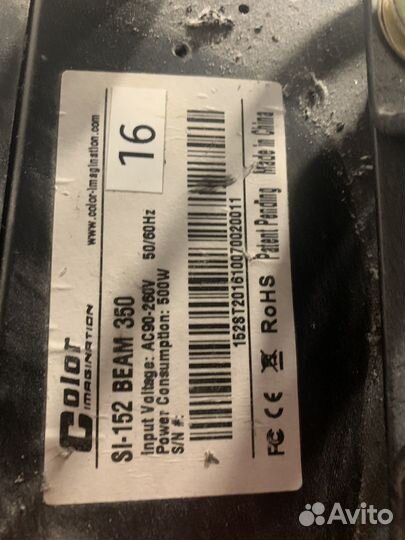 Color
IMAGINATION
www.color-imagination.com
16
SI-152 BEAM 350
Input Voltage: AC90-260V 50/60Hz
Power Consumption: 500W
S/N #:
1528T201610070020011
FC CE RoHS Patent Pending Made in China
Avito